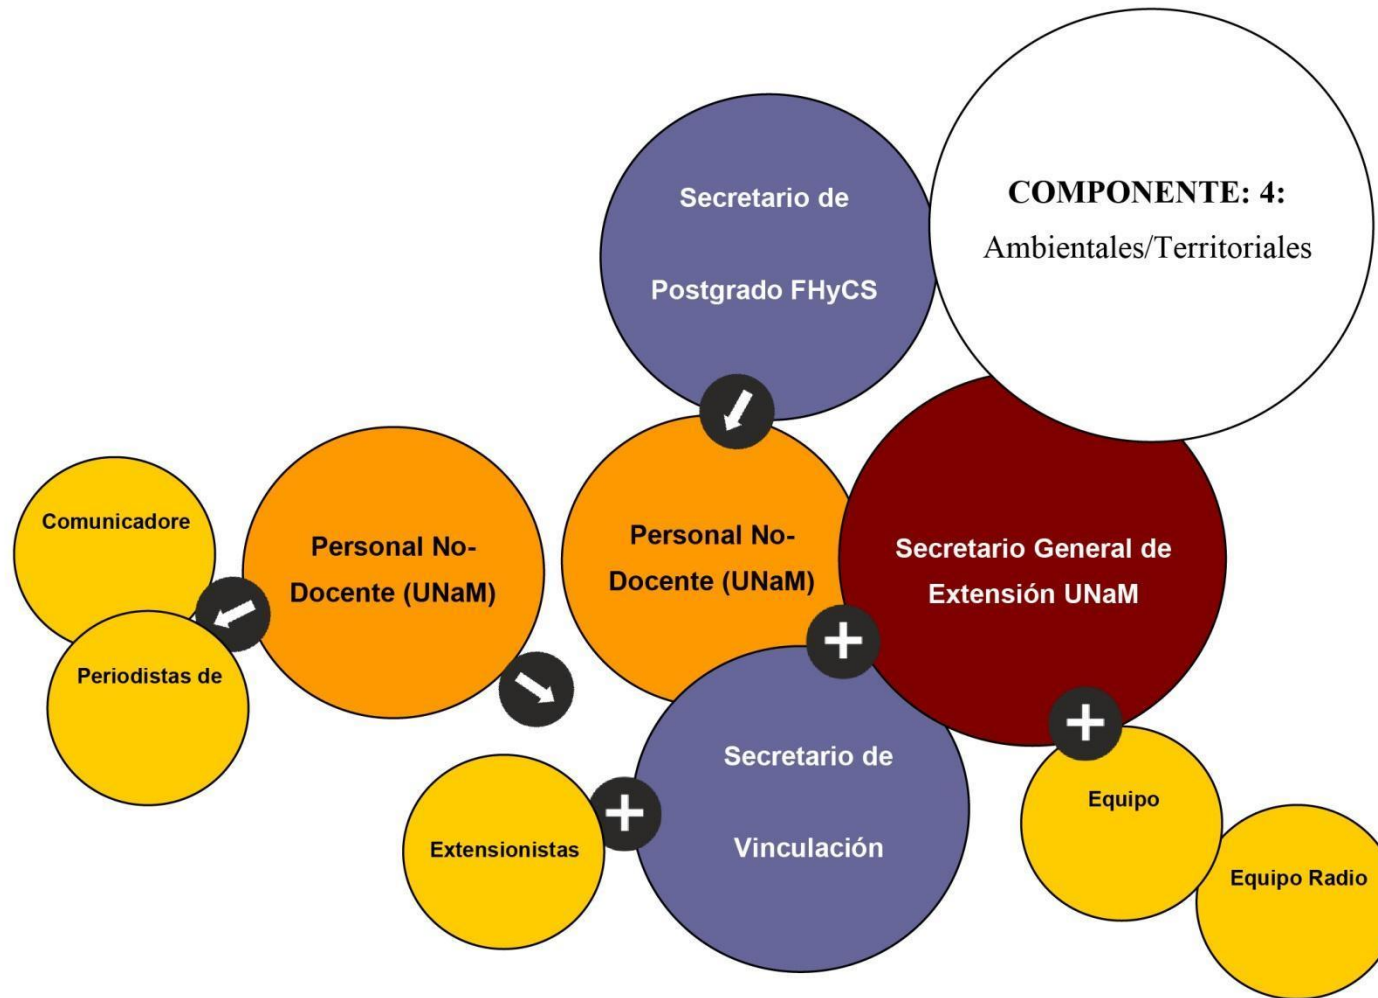 Secretario de
Postgrado FHyCS
COMPONENTE: 4:
Ambientales/Territoriales
Comunicadore
Periodistas de
Personal No-
Docente (UNaM)
Personal No-
Docente (UNaM)
Secretario General de
Extensión UNaM
Extensionistas
Secretario de
Vinculación
Equipo
Equipo Radio